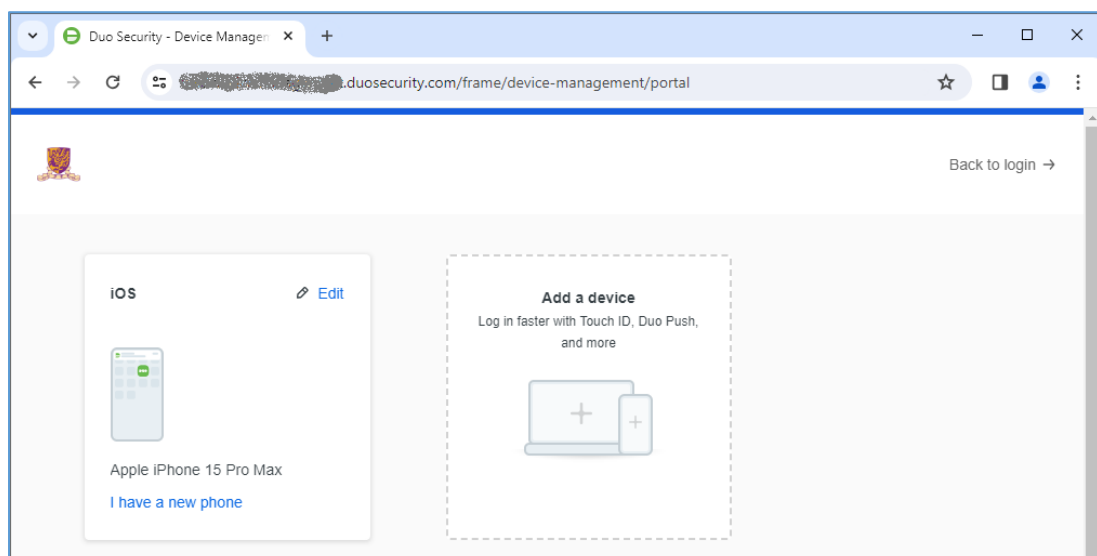 Duo Security - Device Managen
.duosecurity.com/frame/device-management/portal
Back to login →
iOS
Edit
Apple iPhone 15 Pro Max
I have a new phone
Add a device
Log in faster with Touch ID, Duo Push,
and more